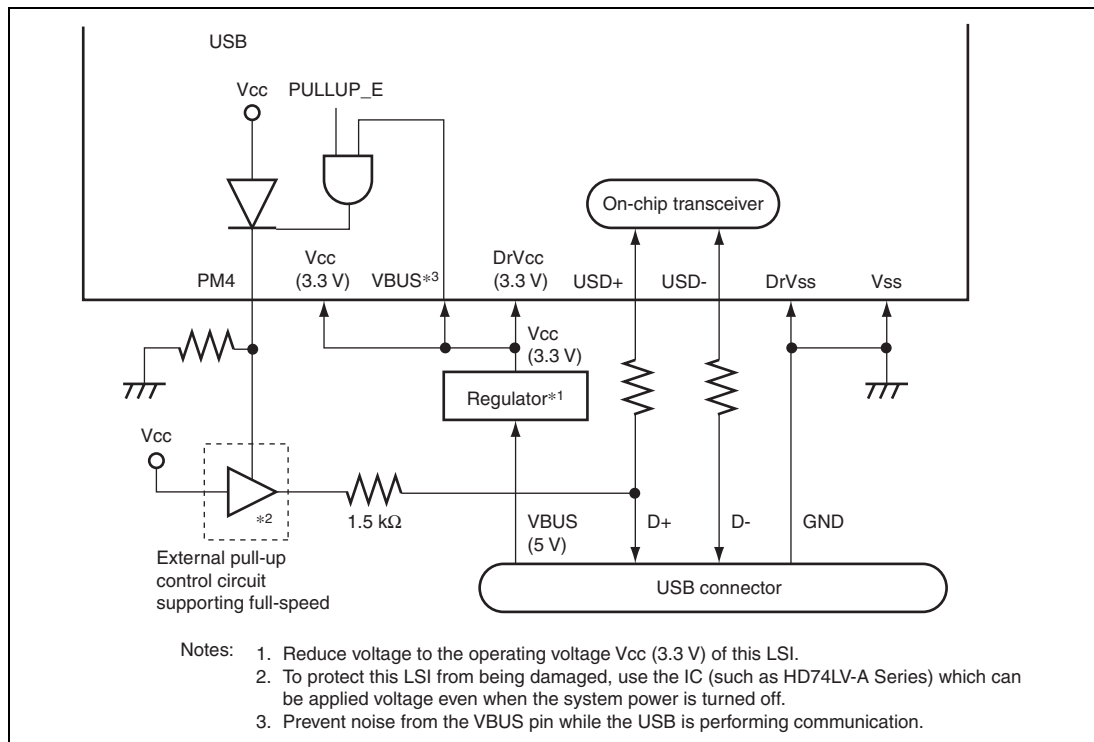 USB
Vcc
PULLUP_E
On-chip transceiver
PM4
Vcc
(3.3 V)
VBUS*3
DrVcc
(3.3 V)
USD+
USD-
DrVss
Vss
Vcc
(3.3 V)
Regulator*1
Vcc
*2
1.5 kΩ
VBUS
(5 V)
D+
D-
GND
External pull-up
control circuit
supporting full-speed
USB connector
Notes: 1. Reduce voltage to the operating voltage Vcc (3.3 V) of this LSI.
2. To protect this LSI from being damaged, use the IC (such as HD74LV-A Series) which can
be applied voltage even when the system power is turned off.
3. Prevent noise from the VBUS pin while the USB is performing communication.